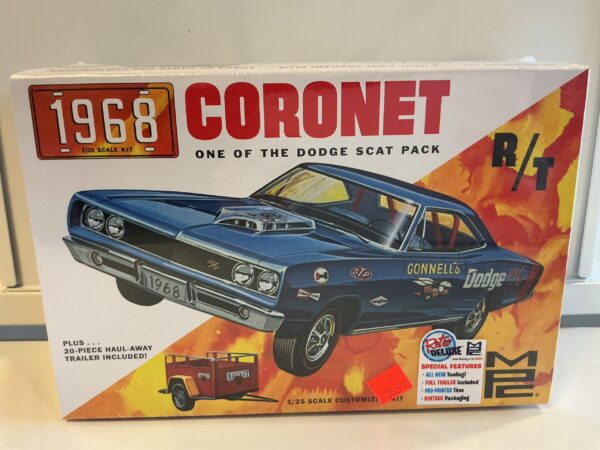 1968
1/25 SCALE KIT
CORONET
ONE OF THE DODGE SCAT PACK
R/T
GONNELL'S
Dodge
STP
R/T
1968
PLUS...
20-PIECE HAUL-AWAY
TRAILER INCLUDED!
1/25 SCALE CUSTOMIZI KIT
Retro
DELUXE
MPC
SPECIAL FEATURES
• ALL NEW Tooling!
• FULL TRAILER Included
• PAD-PRINTED Tires
• VINTAGE Packaging
MPC